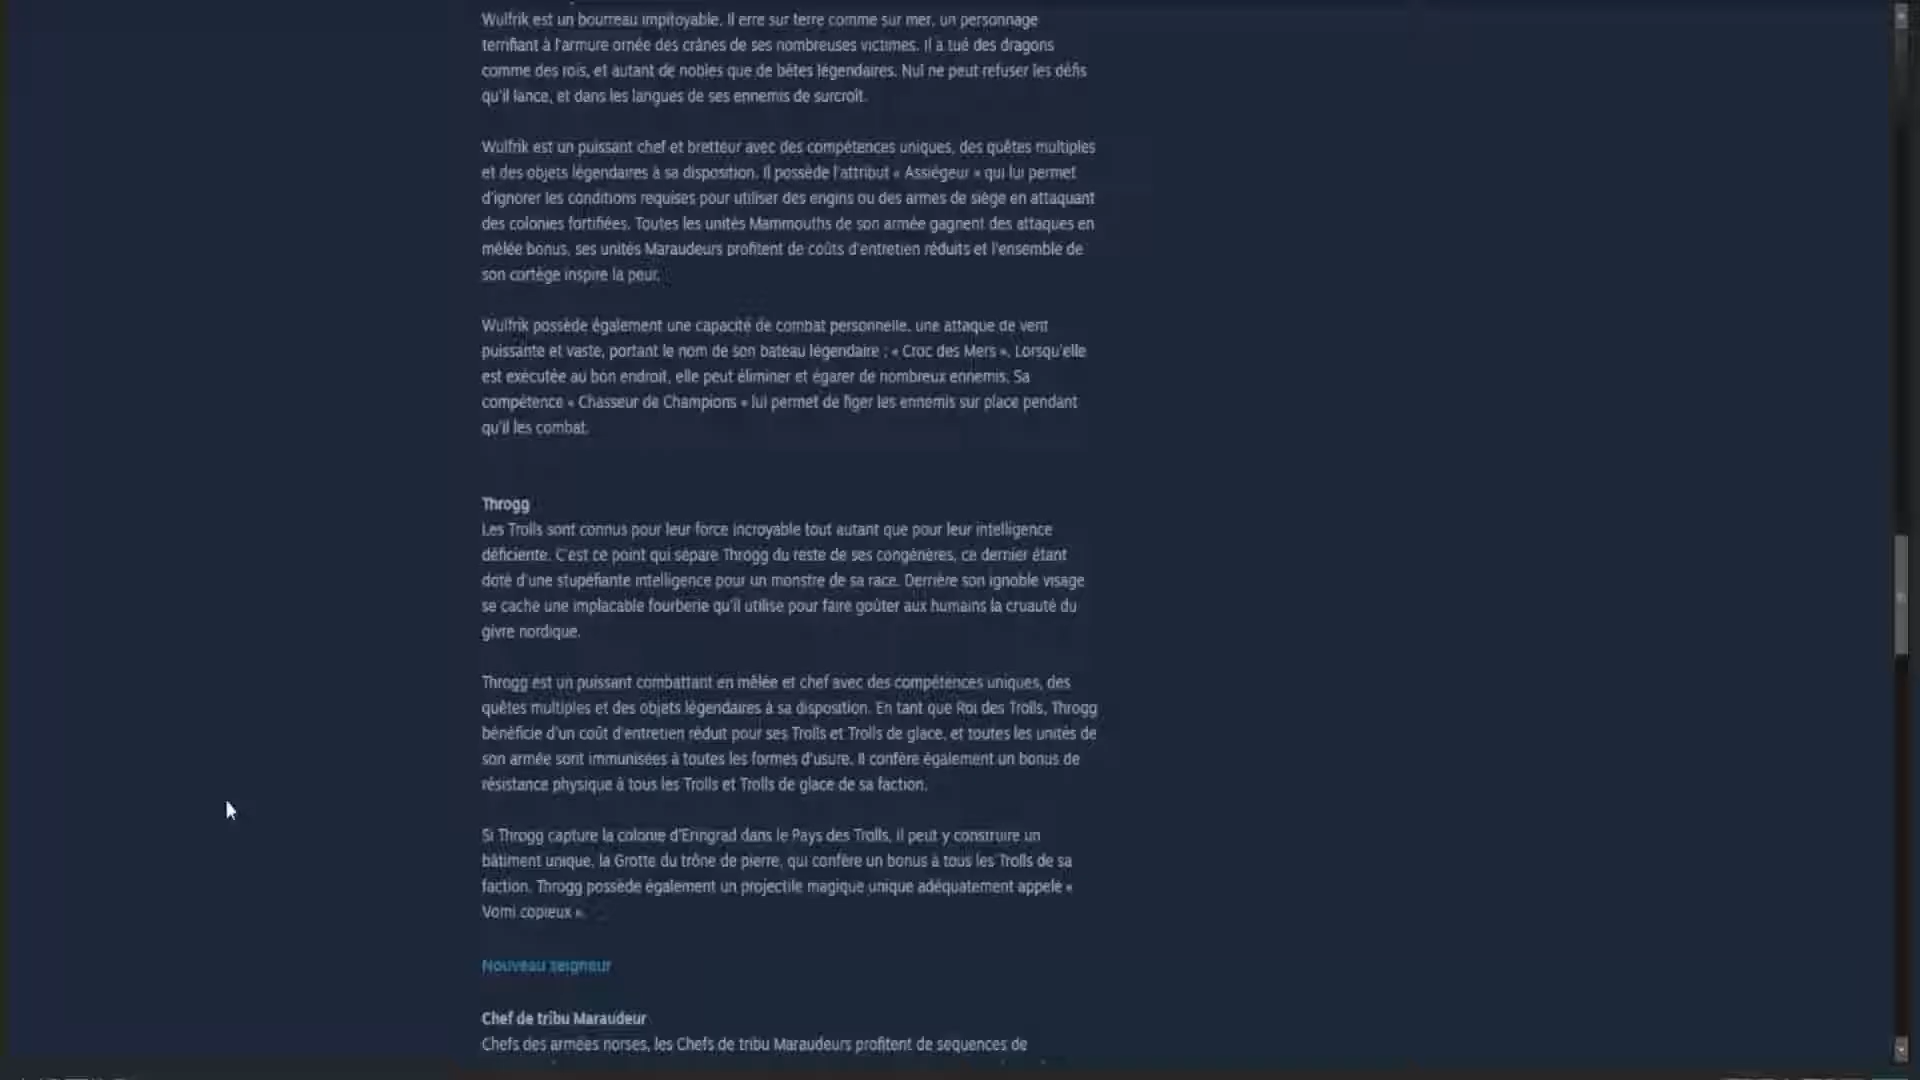 Wulfrik est un bourreau impitoyable. Il erre sur terre comme sur mer, un personnage
terrifiant à l'armure ornée des crânes de ses nombreuses victimes. Il a tué des dragons
comme des rois, et autant de nobles que de bêtes légendaires. Nul ne peut refuser les défis
qu'il lance, et dans les langues de ses ennemis de surcroît.
Wulfrik est un puissant chef et bretteur avec des compétences uniques, des quêtes multiples
et des objets légendaires à sa disposition. Il possède l'attribut « Assiégeur » qui lui permet
d'ignorer les conditions requises pour utiliser des engins ou des armes de siège en attaquant
des colonies fortifiées. Toutes les unités Mammouths de son armée gagnent des attaques en
mêlée bonus, ses unités Maraudeurs profitent de coûts d'entretien réduits et l'ensemble de
son cortège inspire la peur.
Wulfrik possède également une capacité de combat personnelle, une attaque de vent
puissante et vaste, portant le nom de son bateau légendaire : « Croc des Mers ». Lorsqu'elle
est exécutée au bon endroit, elle peut éliminer et égarer de nombreux ennemis. Sa
compétence « Chasseur de Champions » lui permet de figer les ennemis sur place pendant
qu'il les combat.
Throgg
Les Trolls sont connus pour leur force incroyable tout autant que pour leur intelligence
déficiente. C'est ce point qui sépare Throgg du reste de ses congénères, ce dernier étant
doté d'une stupéfiante intelligence pour un monstre de sa race. Derrière son ignoble visage
se cache une implacable fourberie qu'il utilise pour faire goûter aux humains la cruauté du
givre nordique.
Throgg est un puissant combattant en mêlée et chef avec des compétences uniques, des
quêtes multiples et des objets légendaires à sa disposition. En tant que Roi des Trolls, Throgg
bénéficie d'un coût d'entretien réduit pour ses Trolls et Trolls de glace, et toutes les unités de
son armée sont immunisées à toutes les formes d'usure. Il confère également un bonus de
résistance physique à tous les Trolls et Trolls de glace de sa faction.
Si Throgg capture la colonie d'Erengrad dans le Pays des Trolls, il peut y construire un
bâtiment unique, la Grotte du trône de pierre, qui confère un bonus à tous les Trolls de sa
faction. Throgg possède également un projectile magique unique adéquatement appelé «
Vomi copieux ».
Nouveau seigneur
Chef de tribu Maraudeur
Chefs des armées norses, les Chefs de tribu Maraudeurs profitent de séquences de